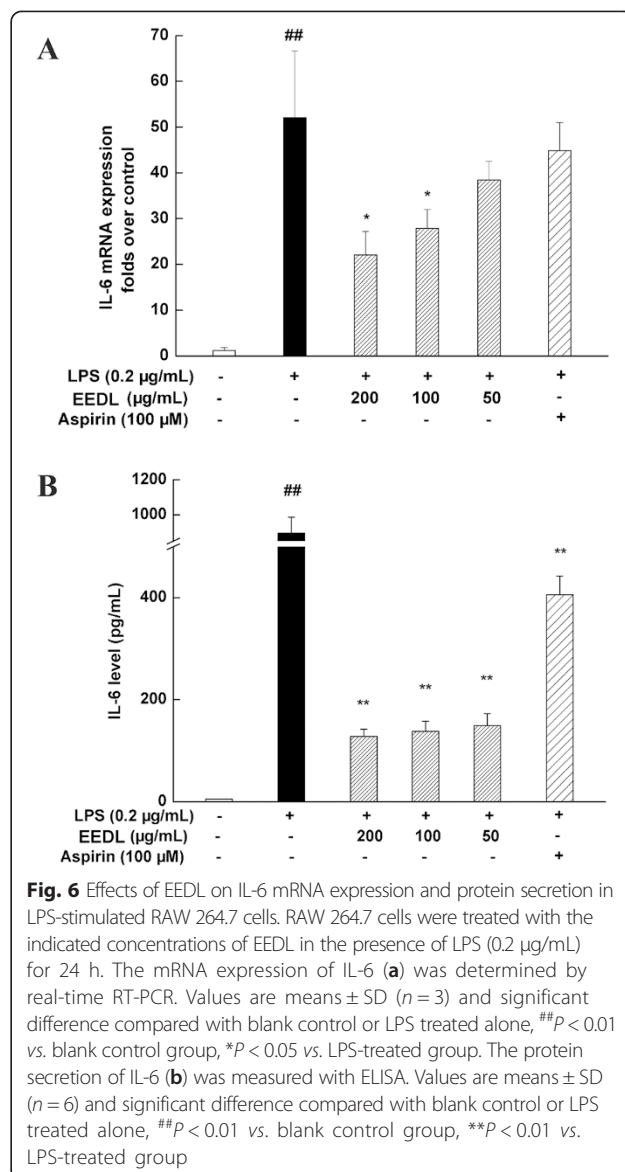 A
##
70
60
50
40
30
20
10
0
IL-6 mRNA expression
folds over control
* *
LPS (0.2 µg/mL) - + + + + +
EEDL (µg/mL) - - 200 100 50 -
Aspirin (100 µM) - - - - - +
B
##
1200
1000
400
200
0
IL-6 level (pg/mL)
** ** ** **
LPS (0.2 µg/mL) - + + + + +
EEDL (µg/mL) - - 200 100 50 -
Aspirin (100 µM) - - - - - +
Fig. 6 Effects of EEDL on IL-6 mRNA expression and protein secretion in
LPS-stimulated RAW 264.7 cells. RAW 264.7 cells were treated with the
indicated concentrations of EEDL in the presence of LPS (0.2 µg/mL)
for 24 h. The mRNA expression of IL-6 (a) was determined by
real-time RT-PCR. Values are means ± SD (n = 3) and significant
difference compared with blank control or LPS treated alone, ##P < 0.01
vs. blank control group, *P < 0.05 vs. LPS-treated group. The protein
secretion of IL-6 (b) was measured with ELISA. Values are means ± SD
(n = 6) and significant difference compared with blank control or LPS
treated alone, ##P < 0.01 vs. blank control group, **P < 0.01 vs.
LPS-treated group